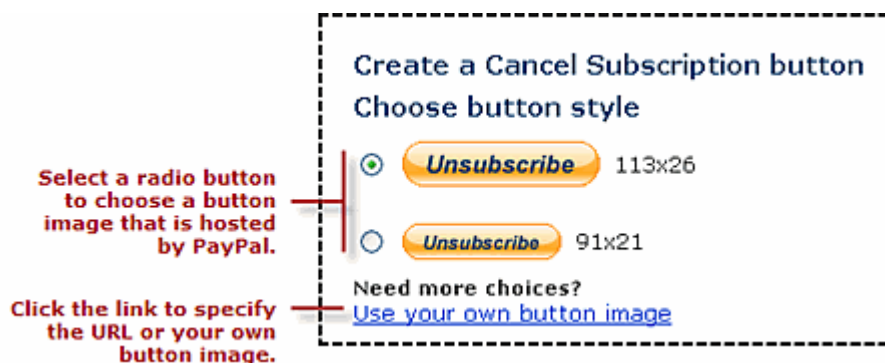 Create a Cancel Subscription button
Choose button style
Unsubscribe 113x26
Select a radio button
to choose a button
image that is hosted
by PayPal.
Unsubscribe 91x21
Need more choices?
Use your own button image
Click the link to specify
the URL or your own
button image.